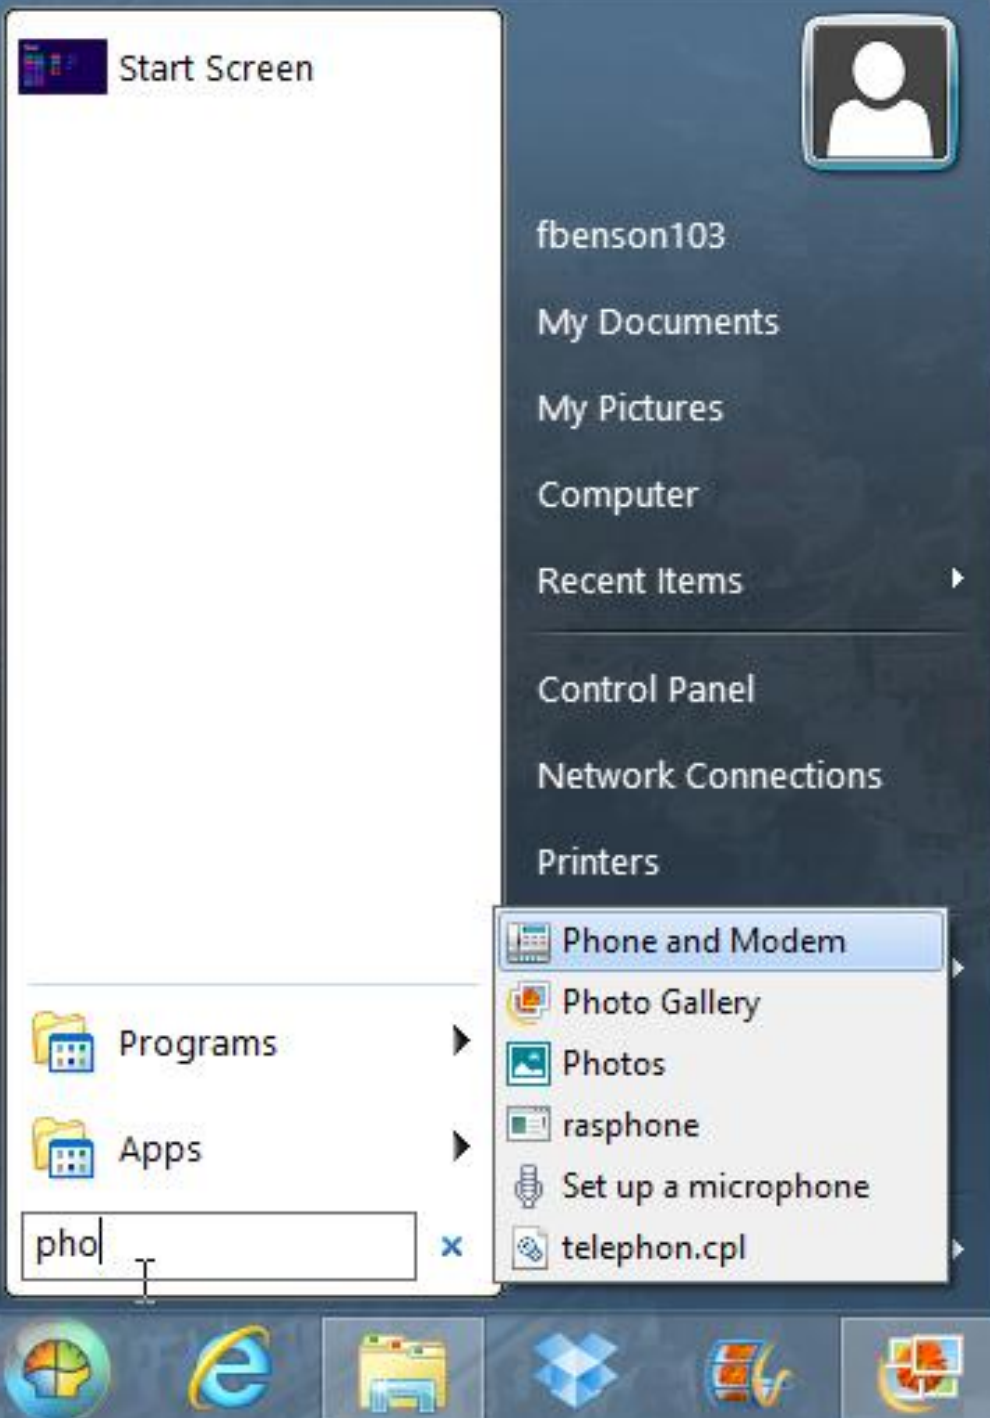 Start Screen
fbenson103
My Documents
My Pictures
Computer
Recent Items
Control Panel
Network Connections
Printers
Phone and Modem
Photo Gallery
Photos
rasphone
Set up a microphone
telephon.cpl
Programs
Apps
pho